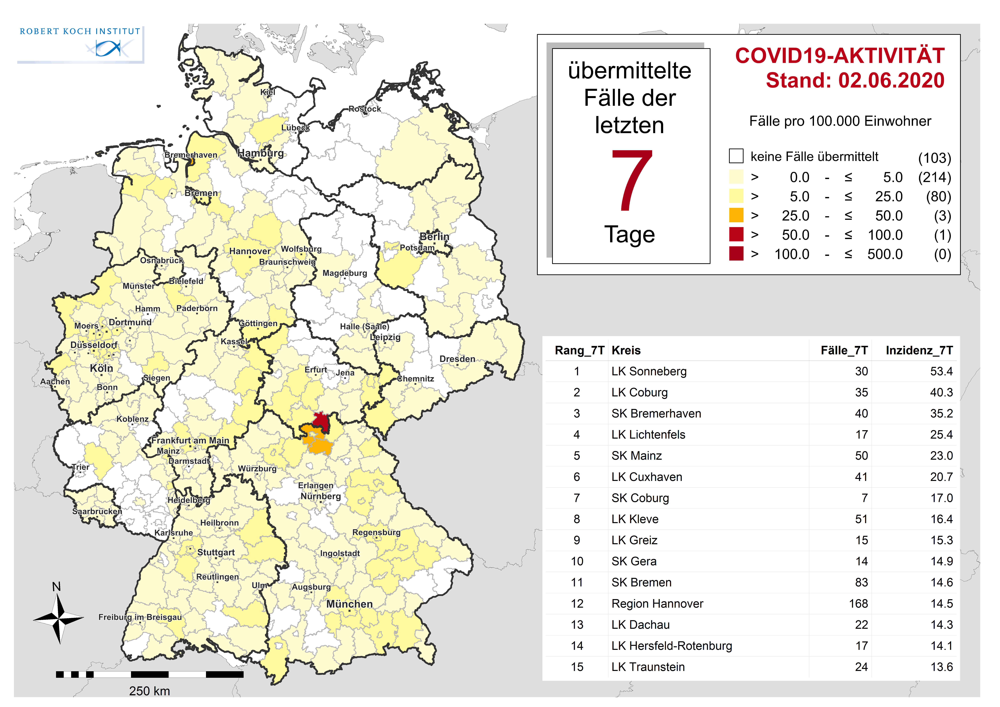 ROBERT KOCH INSTITUT
übermittelte
Fälle der
letzten
7
Tage
COVID19-AKTIVITÄT
Stand: 02.06.2020
Fälle pro 100.000 Einwohner
keine Fälle übermittelt (103)
> 0.0 - ≤ 5.0 (214)
> 5.0 - ≤ 25.0 (80)
> 25.0 - ≤ 50.0 (3)
> 50.0 - ≤ 100.0 (1)
> 100.0 - ≤ 500.0 (0)
Kiel
Rostock
Lübeck
Hamburg
Bremerhaven
Bremen
Berlin
Potsdam
Hannover
Wolfsburg
Braunschweig
Osnabrück
Magdeburg
Bielefeld
Münster
Hamm
Paderborn
Moers
Dortmund
Göttingen
Halle (Saale)
Leipzig
Kassel
Düsseldorf
Dresden
Köln
Erfurt
Jena
Siegen
Chemnitz
Aachen
Bonn
Koblenz
Frankfurt am Main
Mainz
Darmstadt
Trier
Würzburg
Erlangen
Nürnberg
Heidelberg
Saarbrücken
Heilbronn
Karlsruhe
Regensburg
Stuttgart
Ingolstadt
Reutlingen
Ulm
Augsburg
München
Freiburg im Breisgau
N
250 km
Rang_7T Kreis Fälle_7T Inzidenz_7T
1 LK Sonneberg 30 53.4
2 LK Coburg 35 40.3
3 SK Bremerhaven 40 35.2
4 LK Lichtenfels 17 25.4
5 SK Mainz 50 23.0
6 LK Cuxhaven 41 20.7
7 SK Coburg 7 17.0
8 LK Kleve 51 16.4
9 LK Greiz 15 15.3
10 SK Gera 14 14.9
11 SK Bremen 83 14.6
12 Region Hannover 168 14.5
13 LK Dachau 22 14.3
14 LK Hersfeld-Rotenburg 17 14.1
15 LK Traunstein 24 13.6